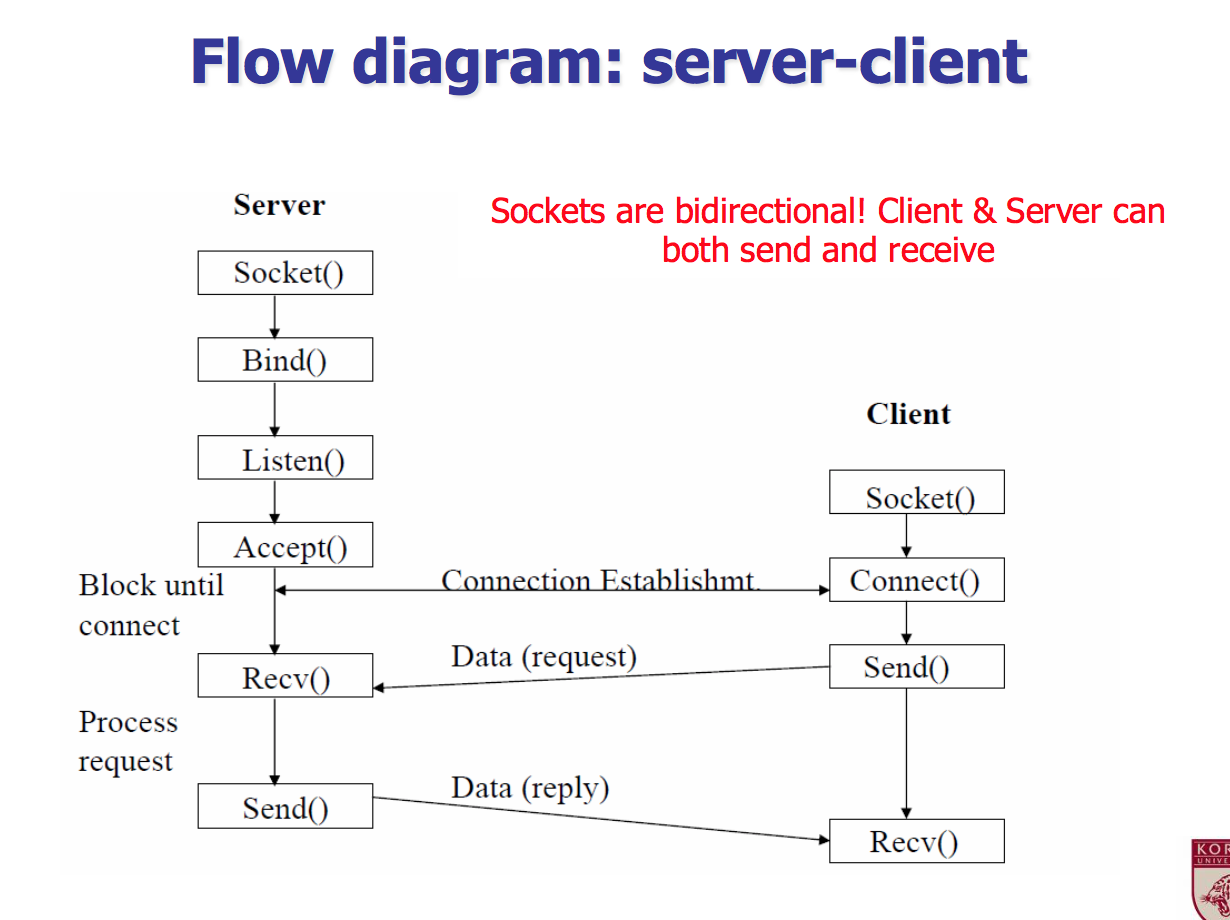 Flow diagram: server-client
Server
Sockets are bidirectional! Client & Server can
both send and receive
Socket()
Bind()
Listen()
Accept()
Block until
connect
Recv()
Process
request
Send()
Connection Establishmt.
Data (request)
Data (reply)
Client
Socket()
Connect()
Send()
Recv()
KOR
UNIVE